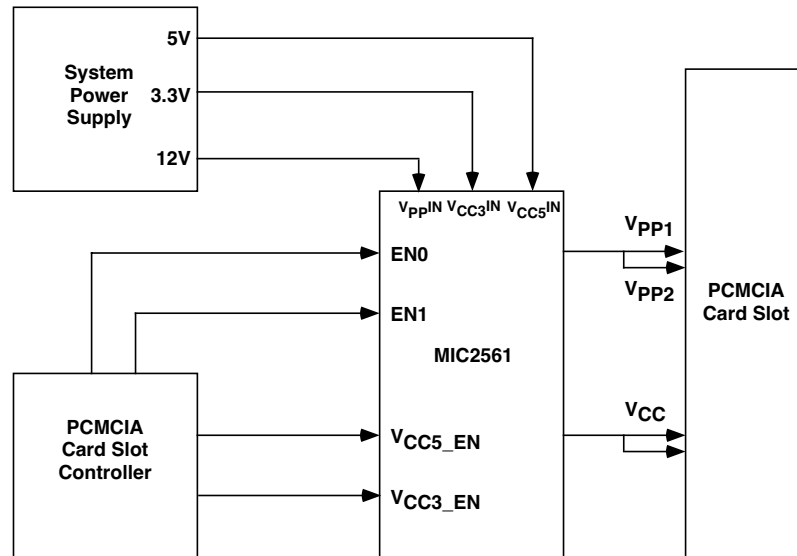 5V
System
Power
Supply
3.3V
12V
VPPIN VCC3IN VCC5IN
EN0
EN1
MIC2561
VPP1
VPP2
PCMCIA
Card Slot
PCMCIA
Card Slot
Controller
VCC5_EN
VCC3_EN
VCC